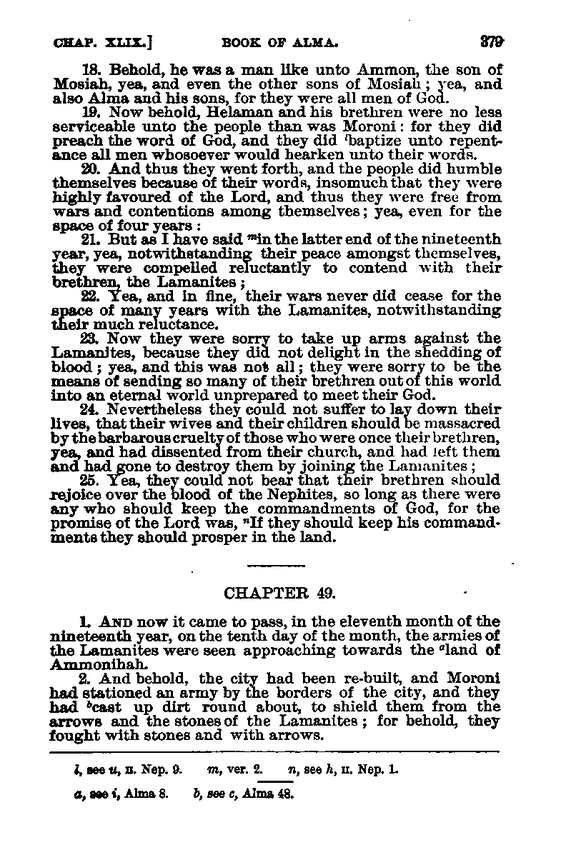 CHAP. XLIX.] BOOK OF ALMA. 379
18. Behold, he was a man like unto Ammon, the son of
Mosiah, yea, and even the other sons of Mosiah; yea, and
also Alma and his sons, for they were all men of God.
19. Now behold, Helaman and his brethren were no less
serviceable unto the people than was Moroni: for they did
preach the word of God, and they did lbaptize unto repent-
ance all men whosoever would hearken unto their words.
20. And thus they went forth, and the people did humble
themselves because of their words, insomuch that they were
highly favoured of the Lord, and thus they were free from
wars and contentions among themselves; yea, even for the
space of four years:
21. But as I have said min the latter end of the nineteenth
year, yea, notwithstanding their peace amongst themselves,
they were compelled reluctantly to contend with their
brethren, the Lamanites;
22. Yea, and in fine, their wars never did cease for the
space of many years with the Lamanites, notwithstanding
their much reluctance.
23. Now they were sorry to take up arms against the
Lamanites, because they did not delight in the shedding of
blood; yea, and this was not all; they were sorry to be the
means of sending so many of their brethren out of this world
into an eternal world unprepared to meet their God.
24. Nevertheless they could not suffer to lay down their
lives, that their wives and their children should be massacred
by the barbarous cruelty of those who were once their brethren,
yea, and had dissented from their church, and had left them
and had gone to destroy them by joining the Lamanites;
25. Yea, they could not bear that their brethren should
rejoice over the blood of the Nephites, so long as there were
any who should keep the commandments of God, for the
promise of the Lord was, nIf they should keep his command-
ments they should prosper in the land.
CHAPTER 49.
1. AND now it came to pass, in the eleventh month of the
nineteenth year, on the tenth day of the month, the armies of
the Lamanites were seen approaching towards the aland of
Ammonihah.
2. And behold, the city had been re-built, and Moroni
had stationed an army by the borders of the city, and they
had bcast up dirt round about, to shield them from the
arrows and the stones of the Lamanites; for behold, they
fought with stones and with arrows.
l, see u, II. Nep. 9. m, ver. 2. n, see h, II. Nep. 1.
a, see i, Alma 8. b, see c, Alma 48.